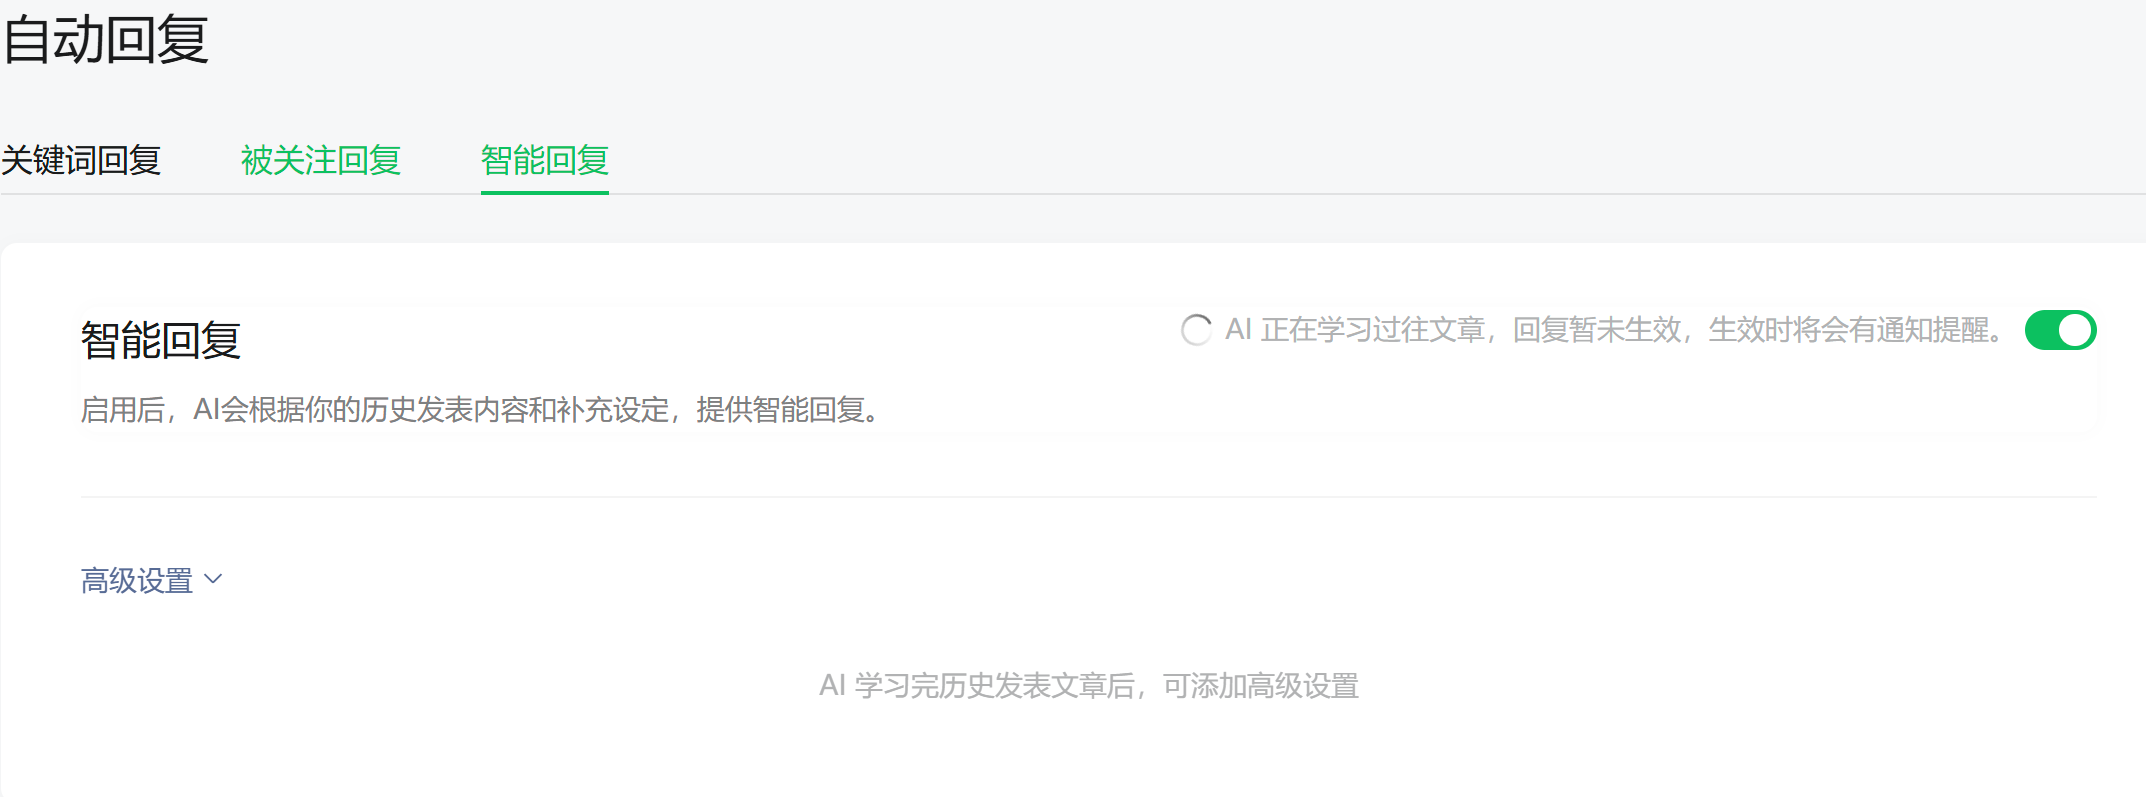 自动回复
关键词回复 被关注回复 智能回复
智能回复
AI 正在学习过往文章，回复暂未生效，生效时将会有通知提醒。
启用后，AI会根据你的历史发表内容和补充设定，提供智能回复。
高级设置
AI 学习完历史发表文章后，可添加高级设置